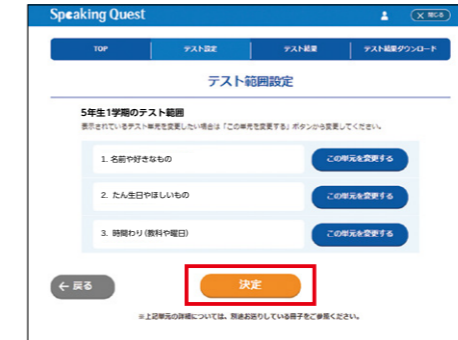 Speaking Quest
× 閉じる
TOP
テスト設定
テスト結果
テスト結果ダウンロード
テスト範囲設定
5年生1学期のテスト範囲
表示されているテスト単元を変更したい場合は「この単元を変更する」ボタンから変更してください。
1. 名前や好きなもの
この単元を変更する
2. たん生日やほしいもの
この単元を変更する
3. 時間わり(教科や曜日)
この単元を変更する
← 戻る
決定
※上記単元の詳細については、別途お送りしている冊子をご参照ください。